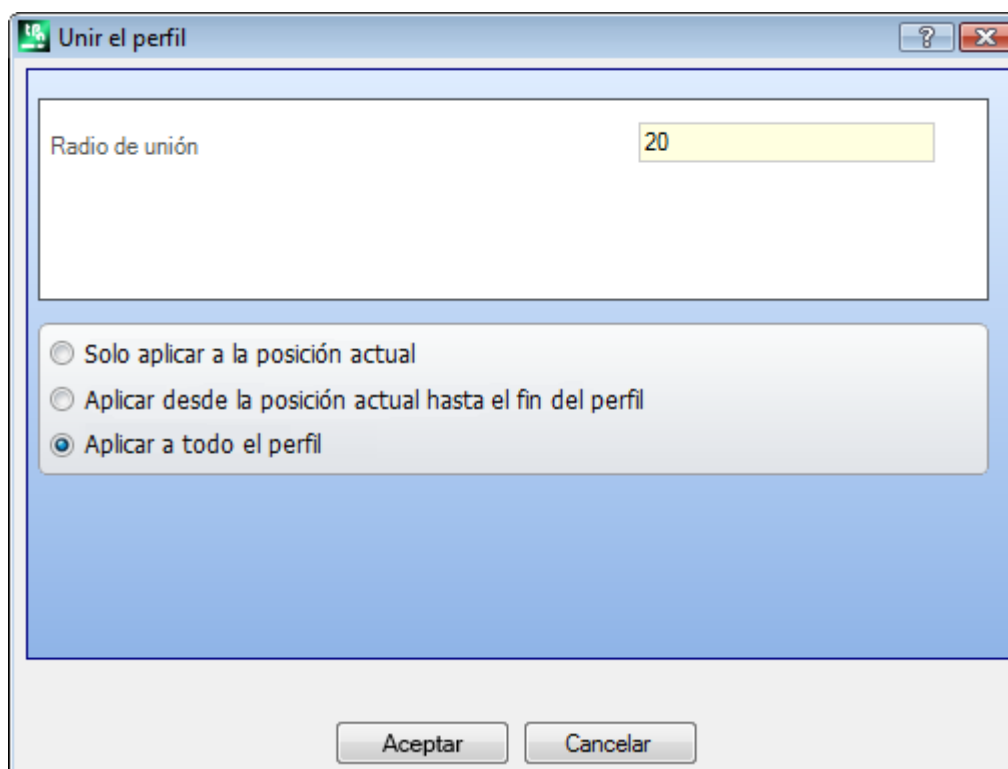 Unir el perfil
Radio de unión 20
Solo aplicar a la posición actual
Aplicar desde la posición actual hasta el fin del perfil
Aplicar a todo el perfil
Aceptar Cancelar